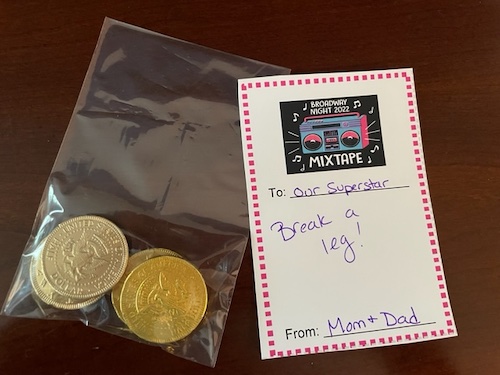 BROADWAY
NIGHT 2022
MIXTAPE
To: Our Superstar
Break a
leg!
From: Mom + Dad